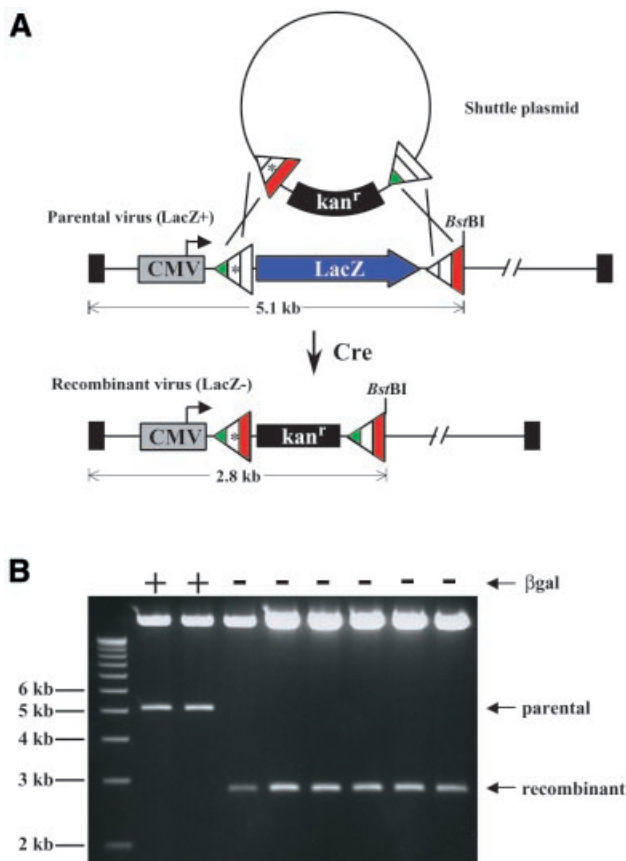 A
Shuttle plasmid
*
kanʳ
Parental virus (LacZ+)
BstBI
CMV
*
LacZ
5.1 kb
Cre
Recombinant virus (LacZ-)
BstBI
CMV
*
kanʳ
2.8 kb
B
+ + - - - - - -
βgal
6 kb
5 kb
parental
4 kb
3 kb
recombinant
2 kb